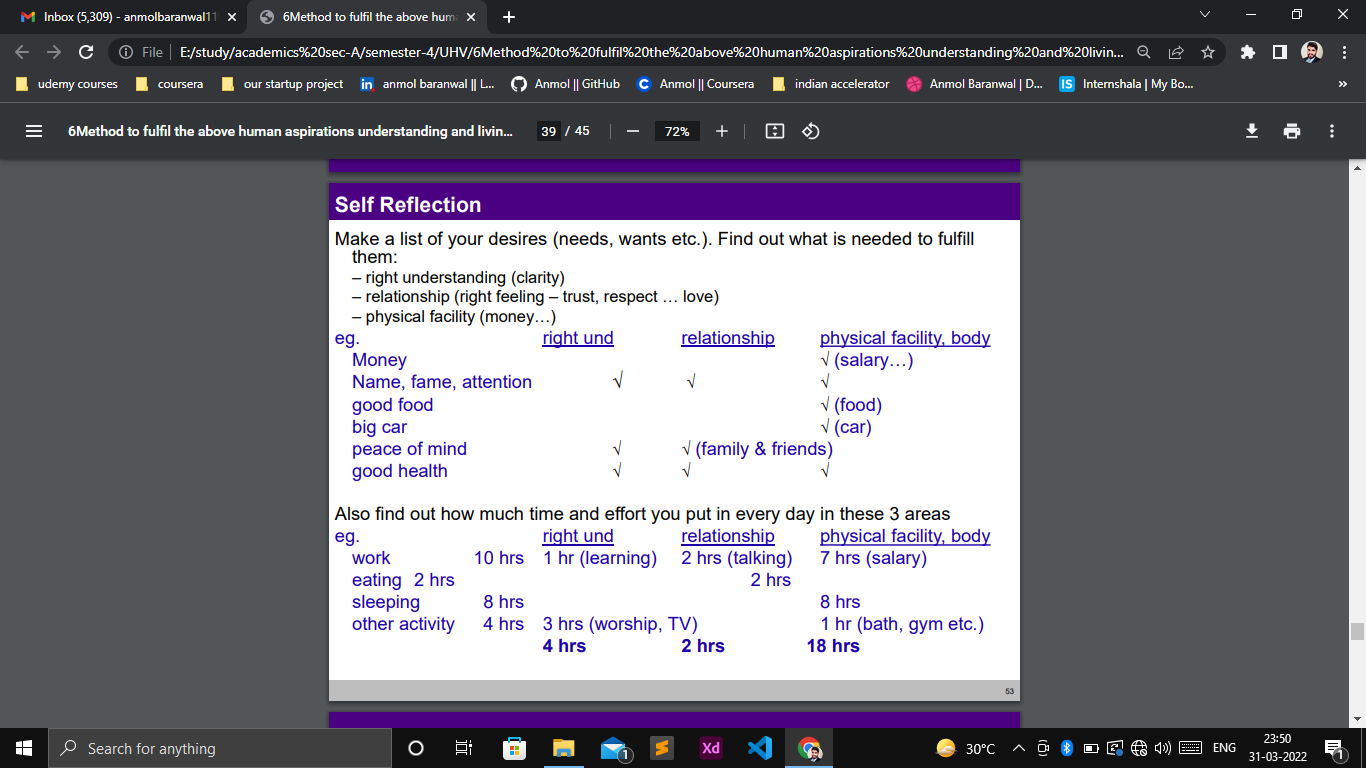 Inbox (5,309) - anmolbaranwal11
6Method to fulfil the above hum
File E:/study/academics%20sec-A/semester-4/UHV/6Method%20to%20fulfil%20the%20above%20human%20aspirations%20understanding%20and%20livin...
udemy courses coursera our startup project in anmol baranwal || L... Anmol || GitHub C Anmol || Coursera indian accelerator Anmol Baranwal | D... IS Internshala | My Bo... »
6Method to fulfil the above human aspirations understanding and livin... 39 / 45 — 72% +
Self Reflection
Make a list of your desires (needs, wants etc.). Find out what is needed to fulfill
them:
– right understanding (clarity)
– relationship (right feeling – trust, respect … love)
– physical facility (money…)
eg. right und relationship physical facility, body
Money √ (salary…)
Name, fame, attention √ √ √
good food √ (food)
big car √ (car)
peace of mind √ √ (family & friends)
good health √ √ √
Also find out how much time and effort you put in every day in these 3 areas
eg. right und relationship physical facility, body
work 10 hrs 1 hr (learning) 2 hrs (talking) 7 hrs (salary)
eating 2 hrs 2 hrs
sleeping 8 hrs 8 hrs
other activity 4 hrs 3 hrs (worship, TV) 1 hr (bath, gym etc.)
4 hrs 2 hrs 18 hrs
53
Search for anything 1 Xd 30°C ENG 23:50 1
31-03-2022